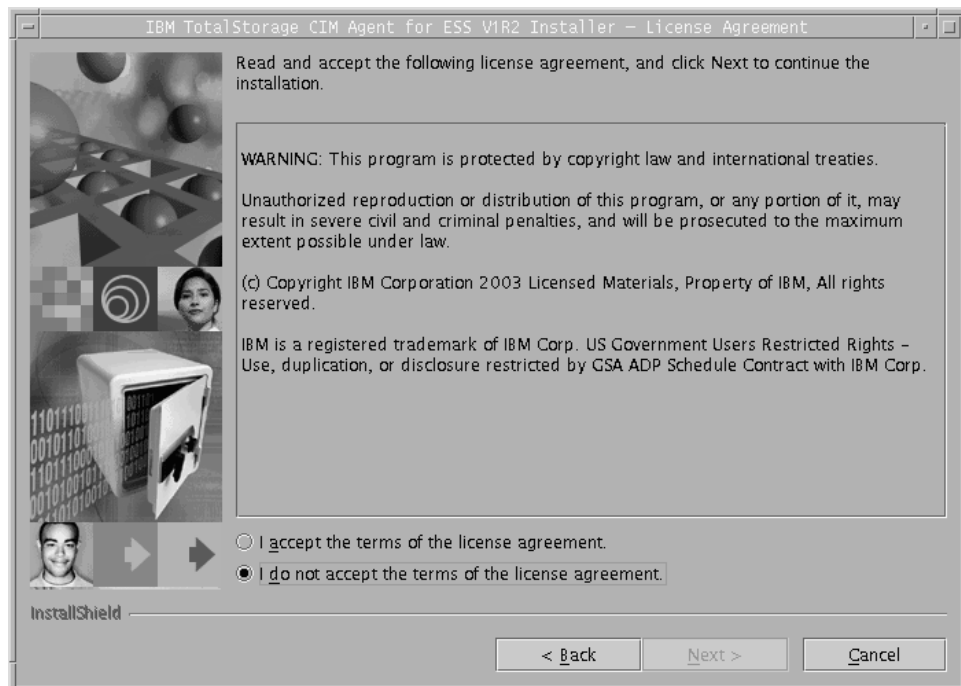 IBM TotalStorage CIM Agent for ESS V1R2 Installer – License Agreement
Read and accept the following license agreement, and click Next to continue the
installation.
WARNING: This program is protected by copyright law and international treaties.
Unauthorized reproduction or distribution of this program, or any portion of it, may
result in severe civil and criminal penalties, and will be prosecuted to the maximum
extent possible under law.
(c) Copyright IBM Corporation 2003 Licensed Materials, Property of IBM, All rights
reserved.
IBM is a registered trademark of IBM Corp. US Government Users Restricted Rights –
Use, duplication, or disclosure restricted by GSA ADP Schedule Contract with IBM Corp.
I accept the terms of the license agreement.
I do not accept the terms of the license agreement.
InstallShield
< Back
Next >
Cancel